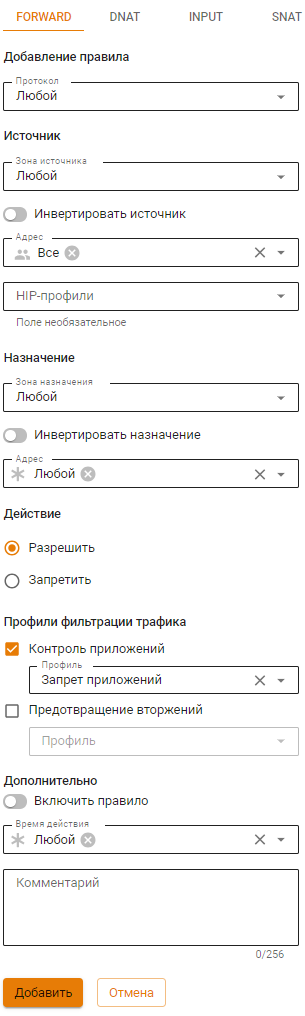 FORWARD DNAT INPUT SNAT
Добавление правила
Протокол
Любой
Источник
Зона источника
Любой
Инвертировать источник
Адрес
Все
HIP-профили
Поле необязательное
Назначение
Зона назначения
Любой
Инвертировать назначение
Адрес
Любой
Действие
Разрешить
Запретить
Профили фильтрации трафика
Контроль приложений
Профиль
Запрет приложений
Предотвращение вторжений
Профиль
Дополнительно
Включить правило
Время действия
Любой
Комментарий
0/256
Добавить Отмена